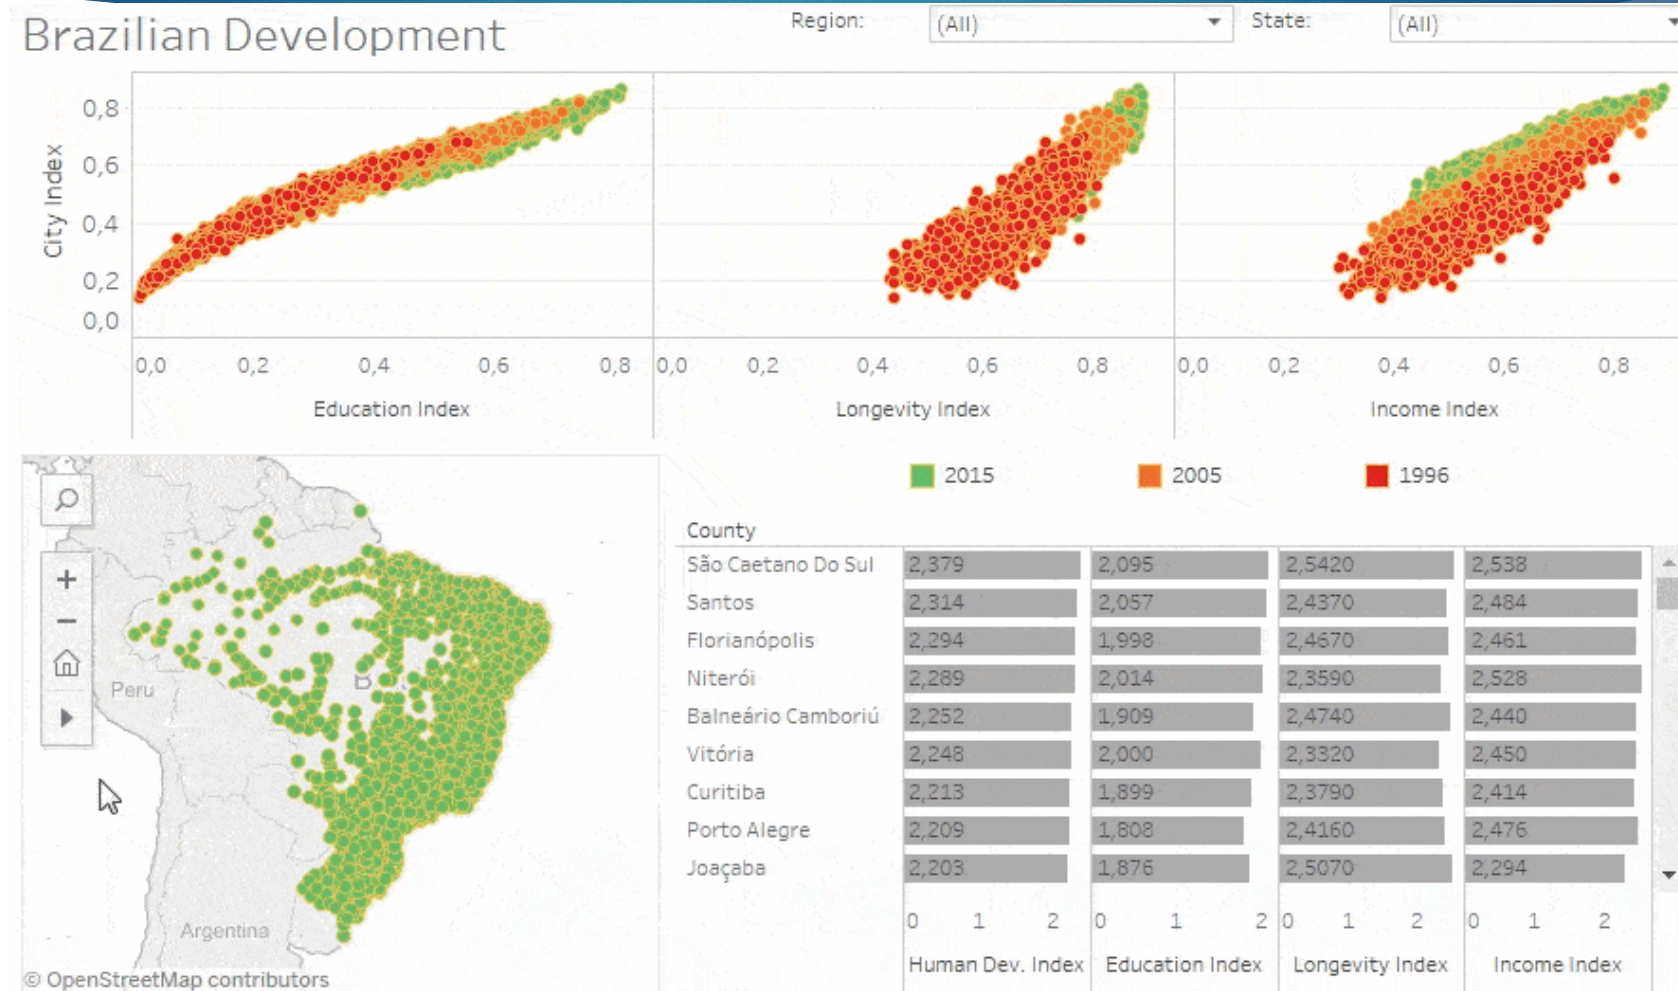 Brazilian Development
Region: (All) State: (All)
City Index
0,8
0,6
0,4
0,2
0,0
0,0 0,2 0,4 0,6 0,8 0,0 0,2 0,4 0,6 0,8 0,0 0,2 0,4 0,6 0,8
Education Index Longevity Index Income Index
2015 2005 1996
Peru
B
Argentina
© OpenStreetMap contributors
County
São Caetano Do Sul 2,379 2,095 2,5420 2,538
Santos 2,314 2,057 2,4370 2,484
Florianópolis 2,294 1,998 2,4670 2,461
Niterói 2,289 2,014 2,3590 2,528
Balneário Camboriú 2,252 1,909 2,4740 2,440
Vitória 2,248 2,000 2,3320 2,450
Curitiba 2,213 1,899 2,3790 2,414
Porto Alegre 2,209 1,808 2,4160 2,476
Joaçaba 2,203 1,876 2,5070 2,294
0 1 2 0 1 2 0 1 2 0 1 2
Human Dev. Index Education Index Longevity Index Income Index